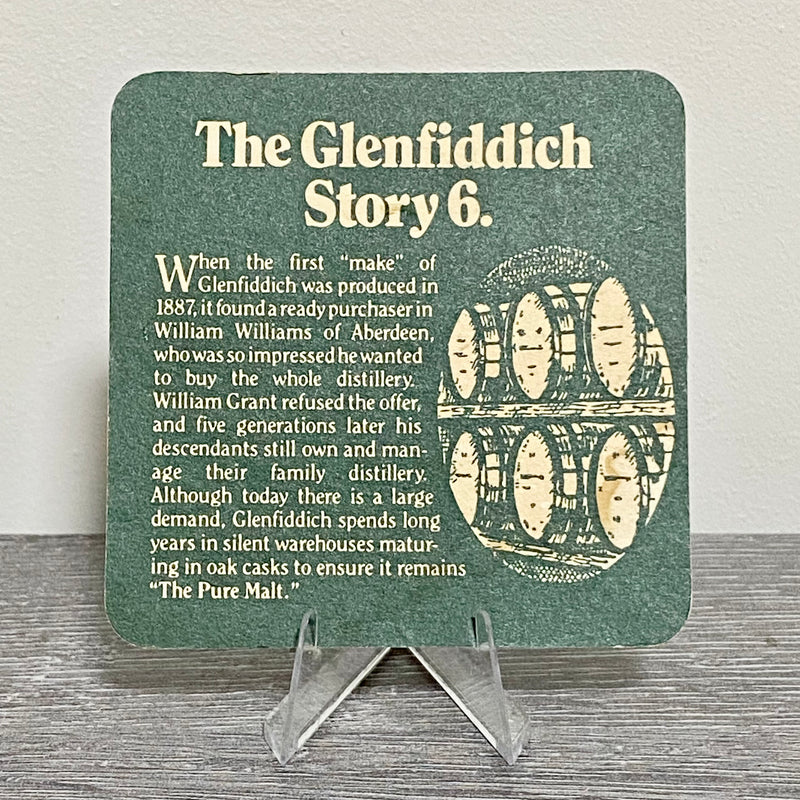 The Glenfiddich
Story 6.
When the first "make" of
Glenfiddich was produced in
1887, it found a ready purchaser in
William Williams of Aberdeen,
who was so impressed he wanted
to buy the whole distillery.
William Grant refused the offer,
and five generations later his
descendants still own and man-
age their family distillery.
Although today there is a large
demand, Glenfiddich spends long
years in silent warehouses matur-
ing in oak casks to ensure it remains
"The Pure Malt."